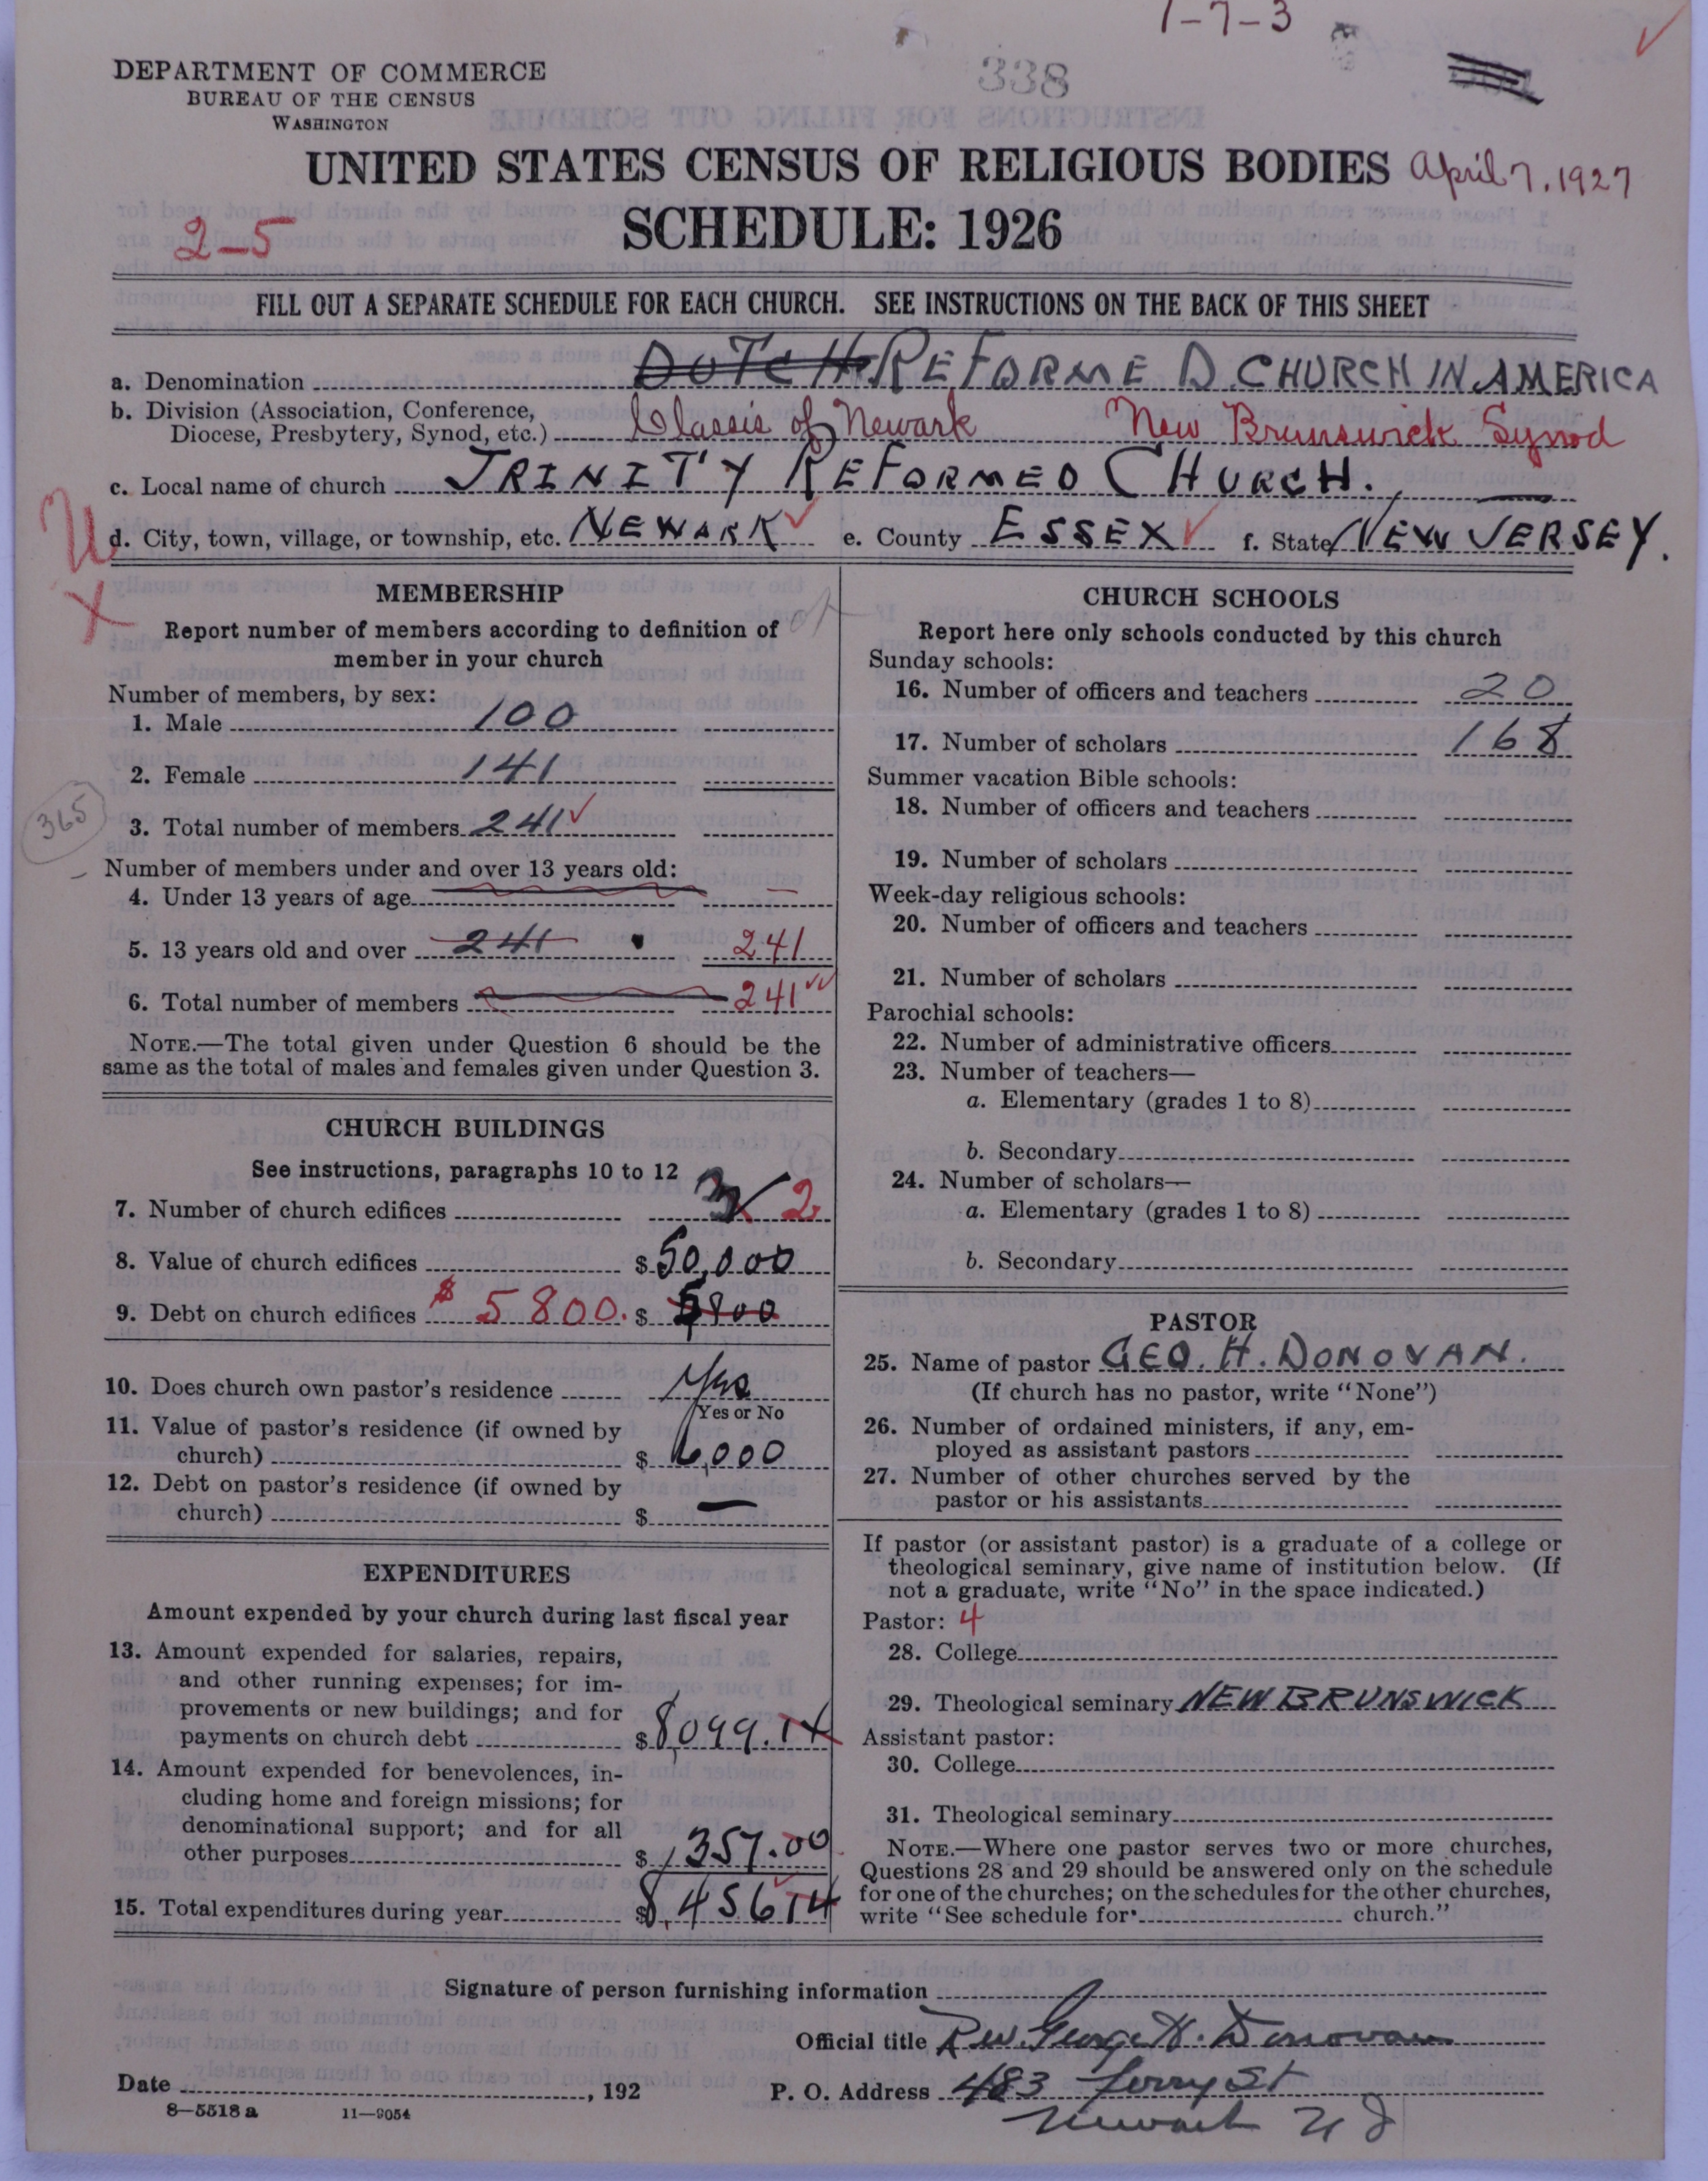 1-7-3
338
DEPARTMENT OF COMMERCE
BUREAU OF THE CENSUS
WASHINGTON
UNITED STATES CENSUS OF RELIGIOUS BODIES April 7, 1927
SCHEDULE: 1926
2-5
FILL OUT A SEPARATE SCHEDULE FOR EACH CHURCH. SEE INSTRUCTIONS ON THE BACK OF THIS SHEET
a. Denomination DUTCH REFORMED CHURCH IN AMERICA
b. Division (Association, Conference,
Diocese, Presbytery, Synod, etc.) Classis of Newark New Brunswick Synod
c. Local name of church TRINITY REFORMED CHURCH.
d. City, town, village, or township, etc. NEWARK e. County ESSEX f. State NEW JERSEY.
MEMBERSHIP
Report number of members according to definition of
member in your church
Number of members, by sex:
1. Male 100
2. Female 141
365
3. Total number of members 241
Number of members under and over 13 years old:
4. Under 13 years of age —
5. 13 years old and over 241 241
6. Total number of members 241
NOTE.—The total given under Question 6 should be the
same as the total of males and females given under Question 3.
CHURCH BUILDINGS
See instructions, paragraphs 10 to 12
7. Number of church edifices 3 2
8. Value of church edifices $ 50,000
9. Debt on church edifices $ 5800. $ 5800
10. Does church own pastor's residence Yes
Yes or No
11. Value of pastor's residence (if owned by
church) $ 6,000
12. Debt on pastor's residence (if owned by
church) $ —
EXPENDITURES
Amount expended by your church during last fiscal year
13. Amount expended for salaries, repairs,
and other running expenses; for im-
provements or new buildings; and for
payments on church debt $ 8,099.14
14. Amount expended for benevolences, in-
cluding home and foreign missions; for
denominational support; and for all
other purposes $ 357.00
15. Total expenditures during year $ 8,456 14
CHURCH SCHOOLS
Report here only schools conducted by this church
Sunday schools:
16. Number of officers and teachers 20
17. Number of scholars 168
Summer vacation Bible schools:
18. Number of officers and teachers
19. Number of scholars
Week-day religious schools:
20. Number of officers and teachers
21. Number of scholars
Parochial schools:
22. Number of administrative officers
23. Number of teachers—
a. Elementary (grades 1 to 8)
b. Secondary
24. Number of scholars—
a. Elementary (grades 1 to 8)
b. Secondary
PASTOR
25. Name of pastor GEO. H. DONOVAN.
(If church has no pastor, write "None")
26. Number of ordained ministers, if any, em-
ployed as assistant pastors
27. Number of other churches served by the
pastor or his assistants
If pastor (or assistant pastor) is a graduate of a college or
theological seminary, give name of institution below. (If
not a graduate, write "No" in the space indicated.)
Pastor: 4
28. College
29. Theological seminary NEW BRUNSWICK
Assistant pastor:
30. College
31. Theological seminary
NOTE.—Where one pastor serves two or more churches,
Questions 28 and 29 should be answered only on the schedule
for one of the churches; on the schedules for the other churches,
write "See schedule for church."
Signature of person furnishing information
Official title Rev. George H. Donovan
Date , 192 P. O. Address 483 Ferry St
8-5518 a 11-9054
Newark N J